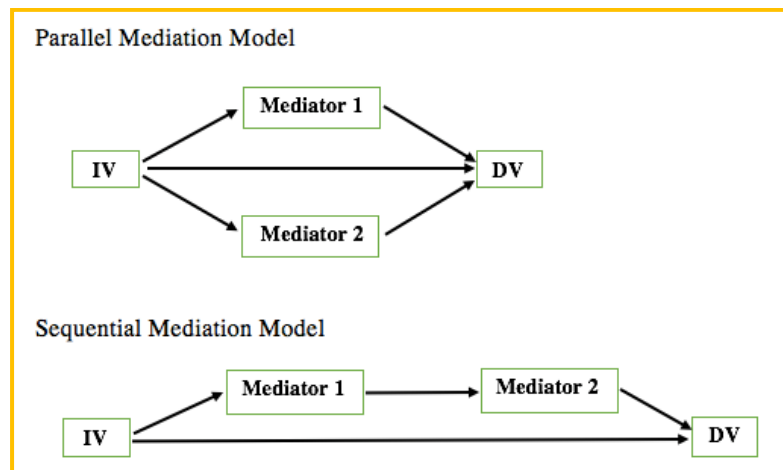 Parallel Mediation Model
Mediator 1
IV
DV
Mediator 2
Sequential Mediation Model
Mediator 1
Mediator 2
IV
DV